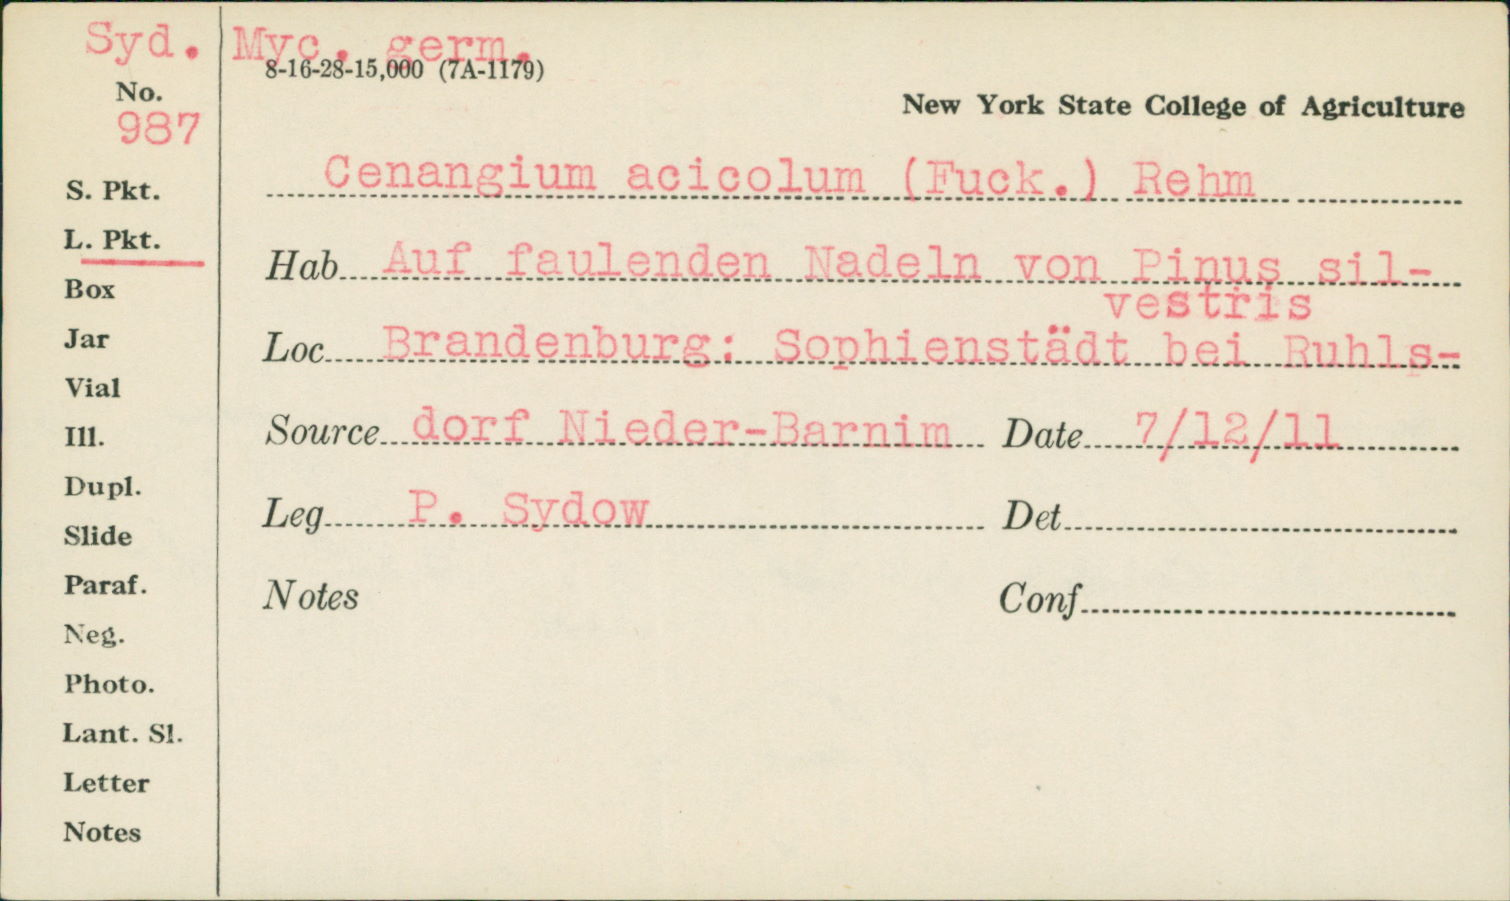 Syd. Myc. germ.
8-16-28-15,000 (7A-1179)
No.
987
New York State College of Agriculture
S. Pkt.
Cenangium acicolum (Fuck.) Rehm
L. Pkt.
Hab Auf faulenden Nadeln von Pinus sil-
vestris
Box
Jar
Loc Brandenburg: Sophienstädt bei Ruhls-
Vial
Ill.
Source dorf Nieder-Barnim Date 7/12/11
Dupl.
Leg P. Sydow Det
Slide
Paraf.
Notes Conf
Neg.
Photo.
Lant. Sl.
Letter
Notes